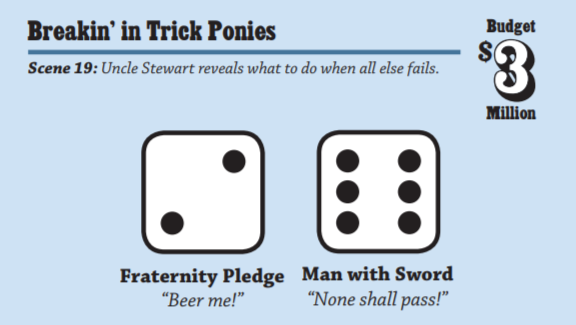 Breakin’ in Trick Ponies
Budget
$3
Million
Scene 19: Uncle Stewart reveals what to do when all else fails.
Fraternity Pledge
“Beer me!”
Man with Sword
“None shall pass!”